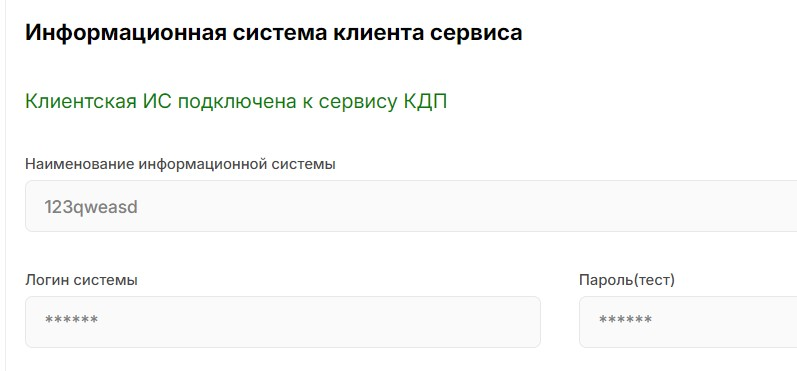 Информационная система клиента сервиса
Клиентская ИС подключена к сервису КДП
Наименование информационной системы
123qweasd
Логин системы
******
Пароль(тест)
******